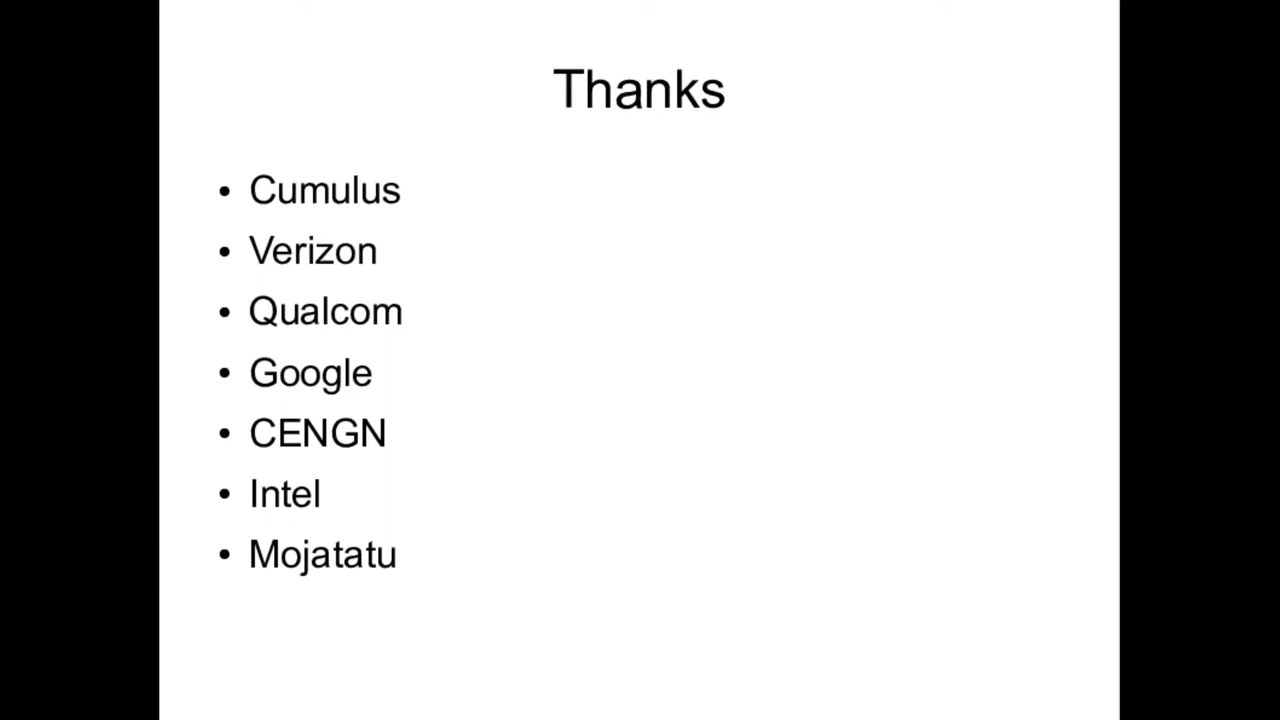 Thanks
• Cumulus
• Verizon
• Qualcom
• Google
• CENGN
• Intel
• Mojatatu